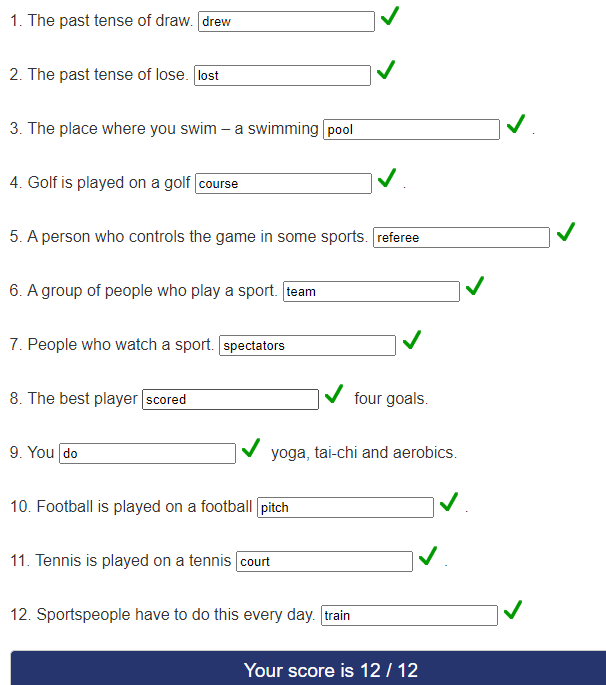 1. The past tense of draw. drew
2. The past tense of lose. lost
3. The place where you swim – a swimming pool .
4. Golf is played on a golf course .
5. A person who controls the game in some sports. referee
6. A group of people who play a sport. team
7. People who watch a sport. spectators
8. The best player scored four goals.
9. You do yoga, tai-chi and aerobics.
10. Football is played on a football pitch .
11. Tennis is played on a tennis court .
12. Sportspeople have to do this every day. train
Your score is 12 / 12